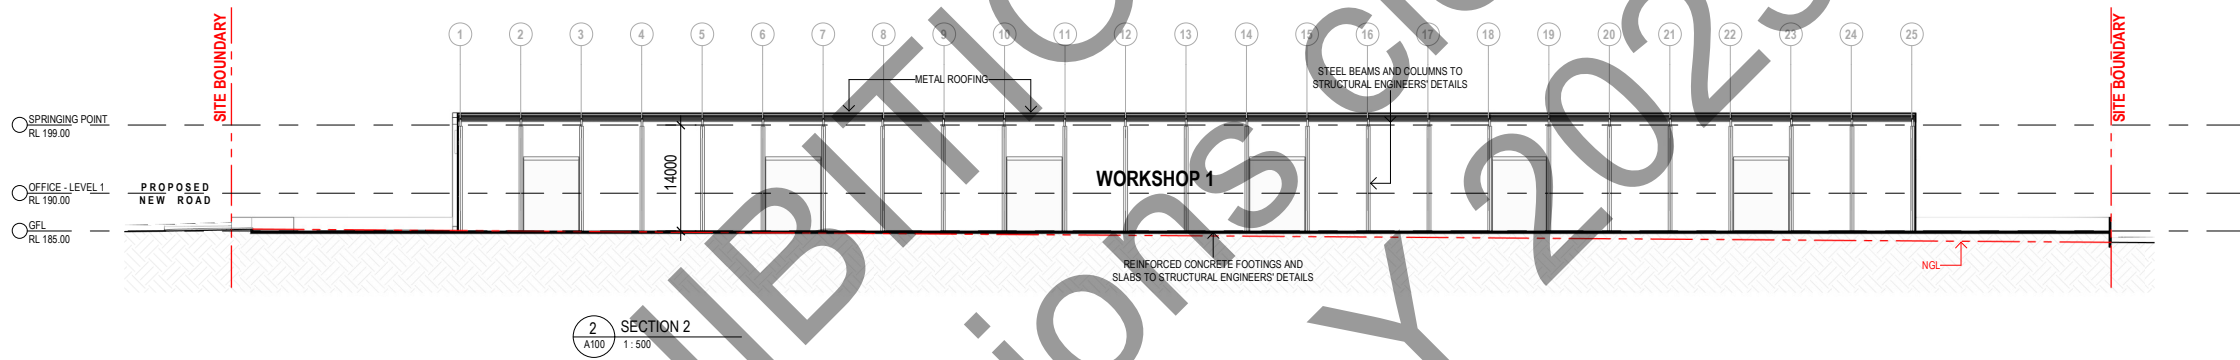 SITE BOUNDARY
1 2 3 4 5 6 7 8 9 10 11 12 13 14 15 16 17 18 19 20 21 22 23 24 25
SITE BOUNDARY
METAL ROOFING
STEEL BEAMS AND COLUMNS TO
STRUCTURAL ENGINEERS' DETAILS
SPRINGING POINT
RL 199.00
14000
WORKSHOP 1
OFFICE - LEVEL 1
RL 190.00
PROPOSED
NEW ROAD
GFL
RL 185.00
REINFORCED CONCRETE FOOTINGS AND
SLABS TO STRUCTURAL ENGINEERS' DETAILS
NGL
2
A100
SECTION 2
1 : 500
IBITIO
ions cl
Y 202